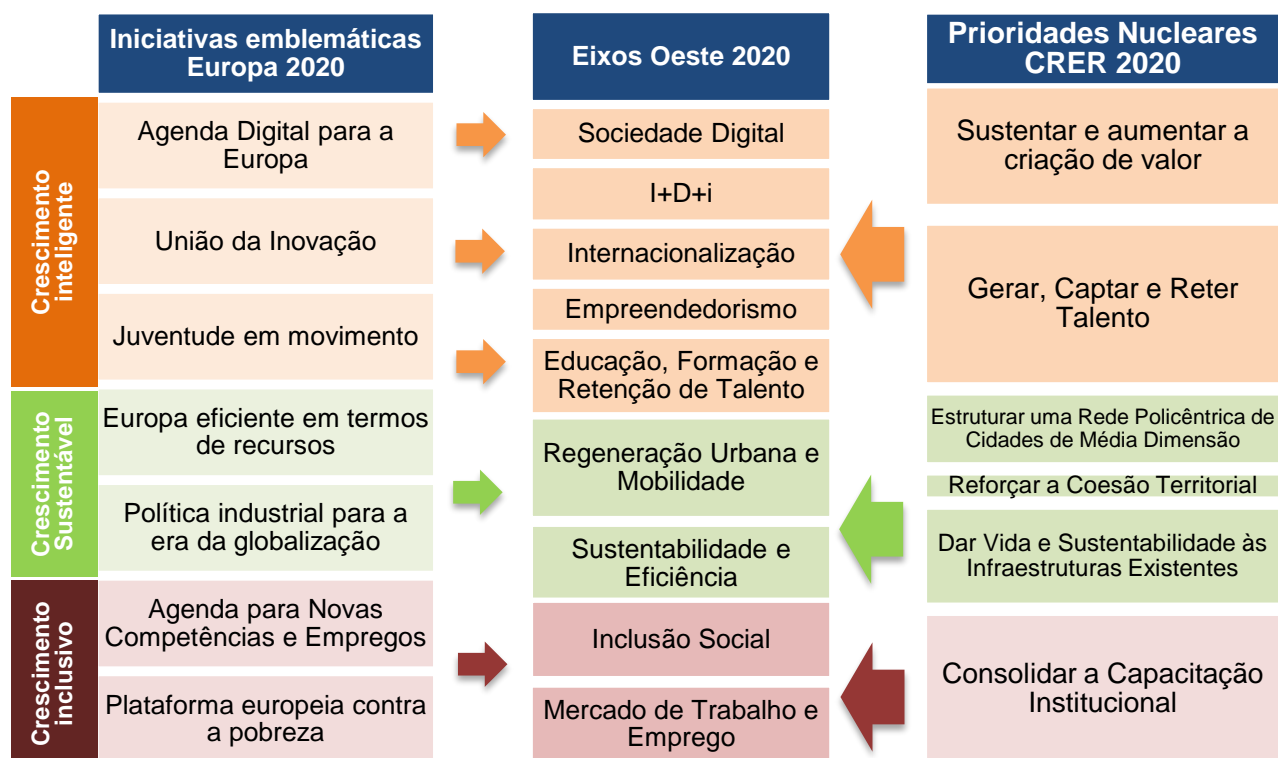 Iniciativas emblemáticas
Europa 2020
Eixos Oeste 2020
Prioridades Nucleares
CRER 2020
Crescimento
inteligente
Agenda Digital para a
Europa
União da Inovação
Juventude em movimento
Sociedade Digital
I+D+i
Internacionalização
Empreendedorismo
Educação, Formação e
Retenção de Talento
Sustentar e aumentar a
criação de valor
Gerar, Captar e Reter
Talento
Crescimento
Sustentável
Europa eficiente em termos
de recursos
Política industrial para a
era da globalização
Regeneração Urbana e
Mobilidade
Sustentabilidade e
Eficiência
Estruturar uma Rede Policêntrica de
Cidades de Média Dimensão
Reforçar a Coesão Territorial
Dar Vida e Sustentabilidade às
Infraestruturas Existentes
Crescimento
inclusivo
Agenda para Novas
Competências e Empregos
Plataforma europeia contra
a pobreza
Inclusão Social
Mercado de Trabalho e
Emprego
Consolidar a Capacitação
Institucional